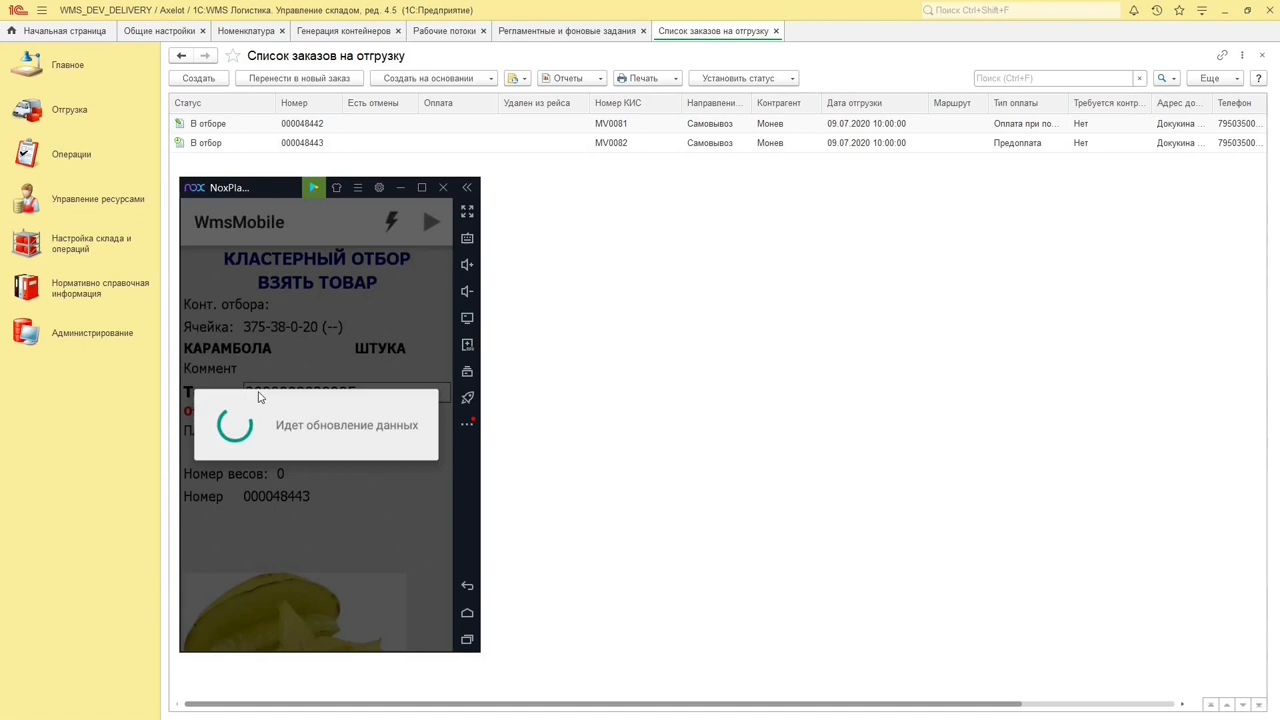 WMS_DEV_DELIVERY / Axelot / 1С:WMS Логистика. Управление складом, ред. 4.5 (1С:Предприятие)
Поиск Ctrl+Shift+F
Начальная страница
Общие настройки
Номенклатура
Генерация контейнеров
Рабочие потоки
Регламентные и фоновые задания
Список заказов на отгрузку
Главное
Отгрузка
Операции
Управление ресурсами
Настройка склада и операций
Нормативно справочная информация
Администрирование
Список заказов на отгрузку
Создать
Перенести в новый заказ
Создать на основании
Отчеты
Печать
Установить статус
Поиск (Ctrl+F)
Еще
?
Статус Номер Есть отмены Оплата Удален из рейса Номер КИС Направлени... Контрагент Дата отгрузки Маршрут Тип оплаты Требуется контр... Адрес до... Телефон
В отборе 000048442 MV0081 Самовывоз Монев 09.07.2020 10:00:00 Оплата при по... Нет Докукина ... 79503500...
В отбор 000048443 MV0082 Самовывоз Монев 09.07.2020 10:00:00 Предоплата Нет Докукина ... 79503500...
nox NoxPla...
WmsMobile
КЛАСТЕРНЫЙ ОТБОР
ВЗЯТЬ ТОВАР
Конт. отбора:
Ячейка: 375-38-0-20 (--)
КАРАМБОЛА ШТУКА
Коммент
Идет обновление данных
Номер весов: 0
Номер 000048443